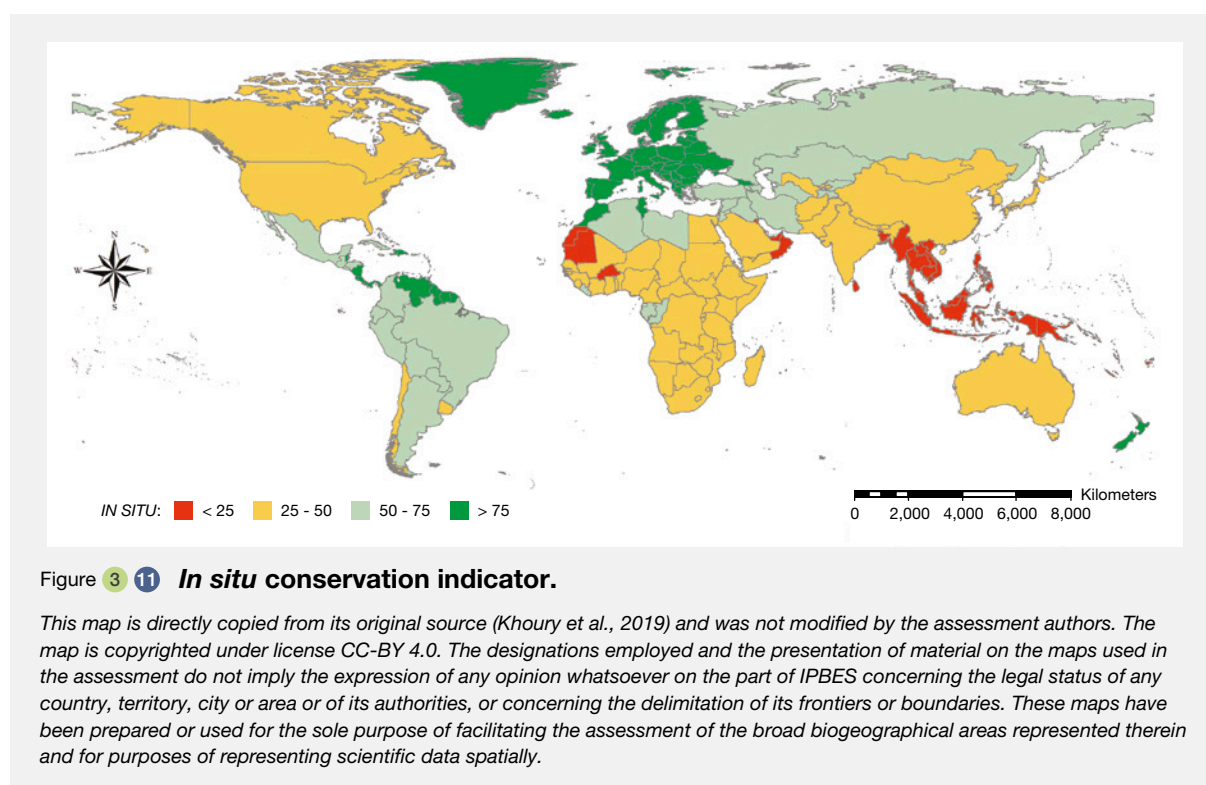 N
W E
S
IN SITU: < 25 25 - 50 50 - 75 > 75
Kilometers
0 2,000 4,000 6,000 8,000
Figure 3 11 In situ conservation indicator.
This map is directly copied from its original source (Khoury et al., 2019) and was not modified by the assessment authors. The
map is copyrighted under license CC-BY 4.0. The designations employed and the presentation of material on the maps used in
the assessment do not imply the expression of any opinion whatsoever on the part of IPBES concerning the legal status of any
country, territory, city or area or of its authorities, or concerning the delimitation of its frontiers or boundaries. These maps have
been prepared or used for the sole purpose of facilitating the assessment of the broad biogeographical areas represented therein
and for purposes of representing scientific data spatially.